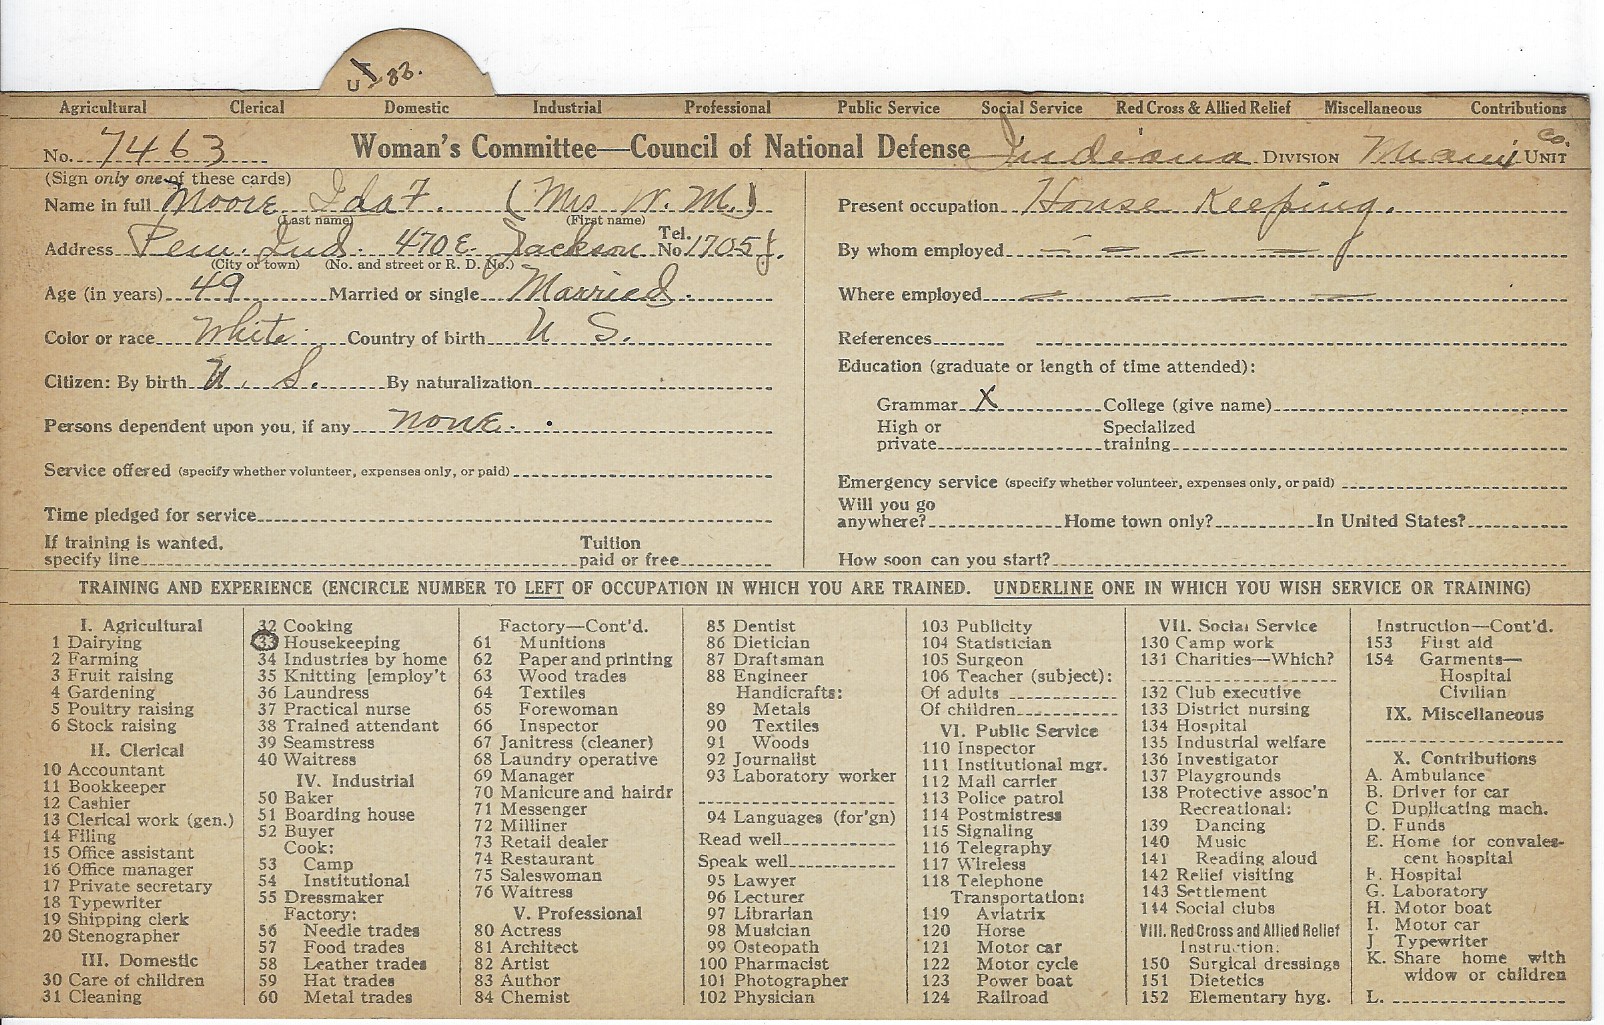 33.
Agricultural Clerical Domestic Industrial Professional Public Service Social Service Red Cross & Allied Relief Miscellaneous Contributions
No. 7463 Woman's Committee—Council of National Defense Indiana DIVISION Miami Co. UNIT
(Sign only one of these cards)
Name in full Moore Ida F. (Mrs W. M.)
(Last name) (First name)
Address Peru. Ind. 470 E. Jackson Tel. No 1705 J.
(City or town) (No. and street or R. D. No.)
Age (in years) 49 Married or single Married.
Color or race White Country of birth U S.
Citizen: By birth U. S. By naturalization
Persons dependent upon you, if any none.
Service offered (specify whether volunteer, expenses only, or paid)
Time pledged for service
If training is wanted, specify line Tuition paid or free
Present occupation House Keeping.
By whom employed
Where employed
References
Education (graduate or length of time attended):
Grammar X College (give name)
High or private Specialized training
Emergency service (specify whether volunteer, expenses only, or paid)
Will you go anywhere? Home town only? In United States?
How soon can you start?
TRAINING AND EXPERIENCE (ENCIRCLE NUMBER TO LEFT OF OCCUPATION IN WHICH YOU ARE TRAINED. UNDERLINE ONE IN WHICH YOU WISH SERVICE OR TRAINING)
I. Agricultural
1 Dairying
2 Farming
3 Fruit raising
4 Gardening
5 Poultry raising
6 Stock raising
II. Clerical
10 Accountant
11 Bookkeeper
12 Cashier
13 Clerical work (gen.)
14 Filing
15 Office assistant
16 Office manager
17 Private secretary
18 Typewriter
19 Shipping clerk
20 Stenographer
III. Domestic
30 Care of children
31 Cleaning
32 Cooking
33 Housekeeping
34 Industries by home
35 Knitting [employ't
36 Laundress
37 Practical nurse
38 Trained attendant
39 Seamstress
40 Waitress
IV. Industrial
50 Baker
51 Boarding house
52 Buyer
Cook:
53 Camp
54 Institutional
55 Dressmaker
Factory:
56 Needle trades
57 Food trades
58 Leather trades
59 Hat trades
60 Metal trades
Factory—Cont'd.
61 Munitions
62 Paper and printing
63 Wood trades
64 Textiles
65 Forewoman
66 Inspector
67 Janitress (cleaner)
68 Laundry operative
69 Manager
70 Manicure and hairdr
71 Messenger
72 Milliner
73 Retail dealer
74 Restaurant
75 Saleswoman
76 Waitress
V. Professional
80 Actress
81 Architect
82 Artist
83 Author
84 Chemist
85 Dentist
86 Dietician
87 Draftsman
88 Engineer
Handicrafts:
89 Metals
90 Textiles
91 Woods
92 Journalist
93 Laboratory worker
94 Languages (for'gn)
Read well
Speak well
95 Lawyer
96 Lecturer
97 Librarian
98 Musician
99 Osteopath
100 Pharmacist
101 Photographer
102 Physician
103 Publicity
104 Statistician
105 Surgeon
106 Teacher (subject):
Of adults
Of children
VI. Public Service
110 Inspector
111 Institutional mgr.
112 Mail carrier
113 Police patrol
114 Postmistress
115 Signaling
116 Telegraphy
117 Wireless
118 Telephone
Transportation:
119 Aviatrix
120 Horse
121 Motor car
122 Motor cycle
123 Power boat
124 Railroad
VII. Social Service
130 Camp work
131 Charities—Which?
132 Club executive
133 District nursing
134 Hospital
135 Industrial welfare
136 Investigator
137 Playgrounds
138 Protective assoc'n
Recreational:
139 Dancing
140 Music
141 Reading aloud
142 Relief visiting
143 Settlement
144 Social clubs
VIII. Red Cross and Allied Relief
Instruction:
150 Surgical dressings
151 Dietetics
152 Elementary hyg.
Instruction—Cont'd.
153 First aid
154 Garments—
Hospital
Civilian
IX. Miscellaneous
X. Contributions
A. Ambulance
B. Driver for car
C Duplicating mach.
D. Funds
E. Home for convales-
cent hospital
F. Hospital
G. Laboratory
H. Motor boat
I. Motor car
J Typewriter
K. Share home with
widow or children
L.